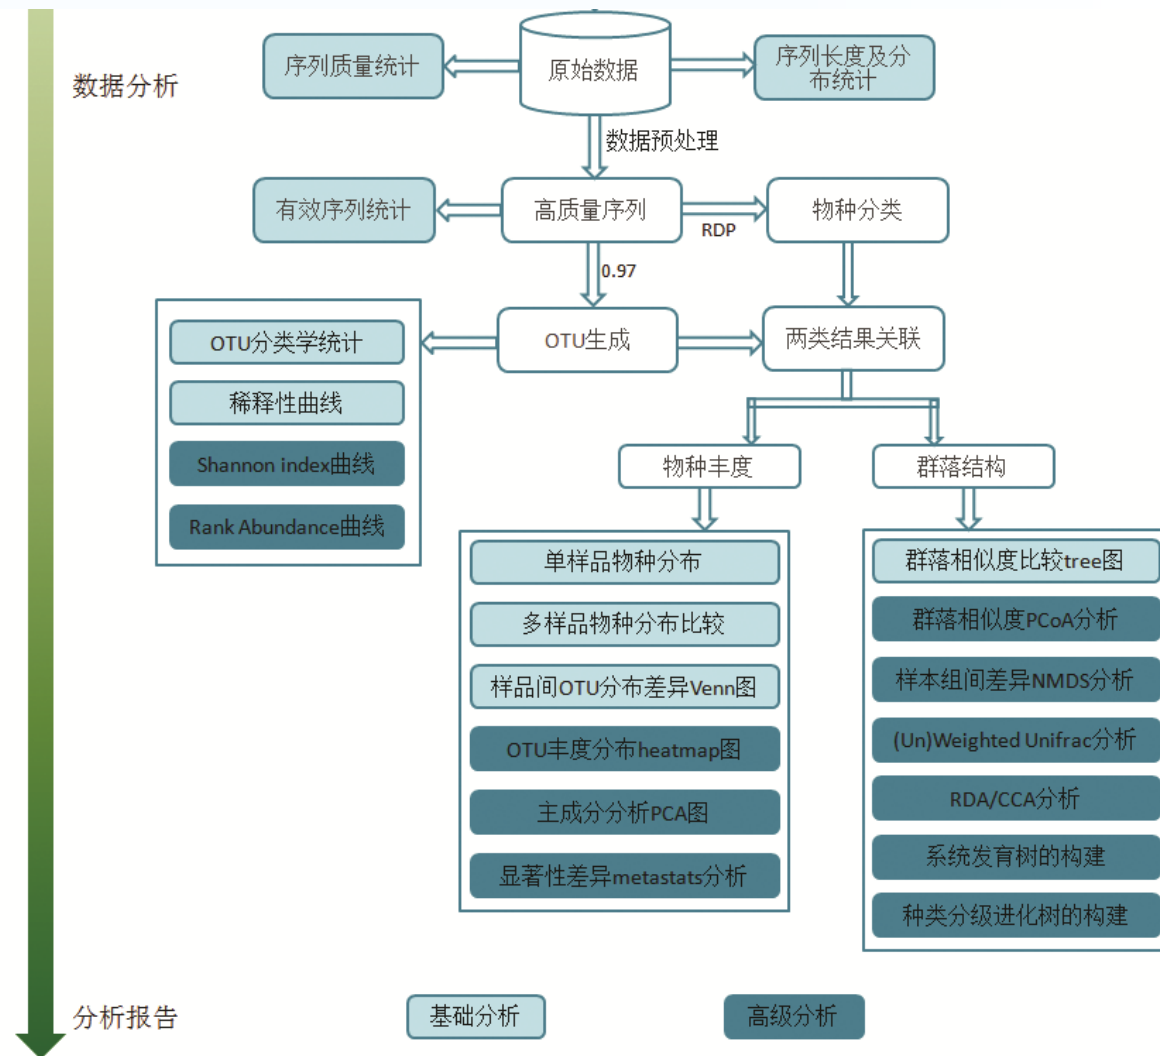 数据分析
序列质量统计
原始数据
序列长度及分
布统计
数据预处理
有效序列统计
高质量序列
RDP
物种分类
0.97
OTU分类学统计
稀释性曲线
Shannon index曲线
Rank Abundance曲线
OTU生成
两类结果关联
物种丰度
群落结构
单样品物种分布
多样品物种分布比较
样品间OTU分布差异Venn图
OTU丰度分布heatmap图
主成分分析PCA图
显著性差异metastats分析
群落相似度比较tree图
群落相似度PCoA分析
样本组间差异NMDS分析
(Un)Weighted Unifrac分析
RDA/CCA分析
系统发育树的构建
种类分级进化树的构建
分析报告
基础分析
高级分析